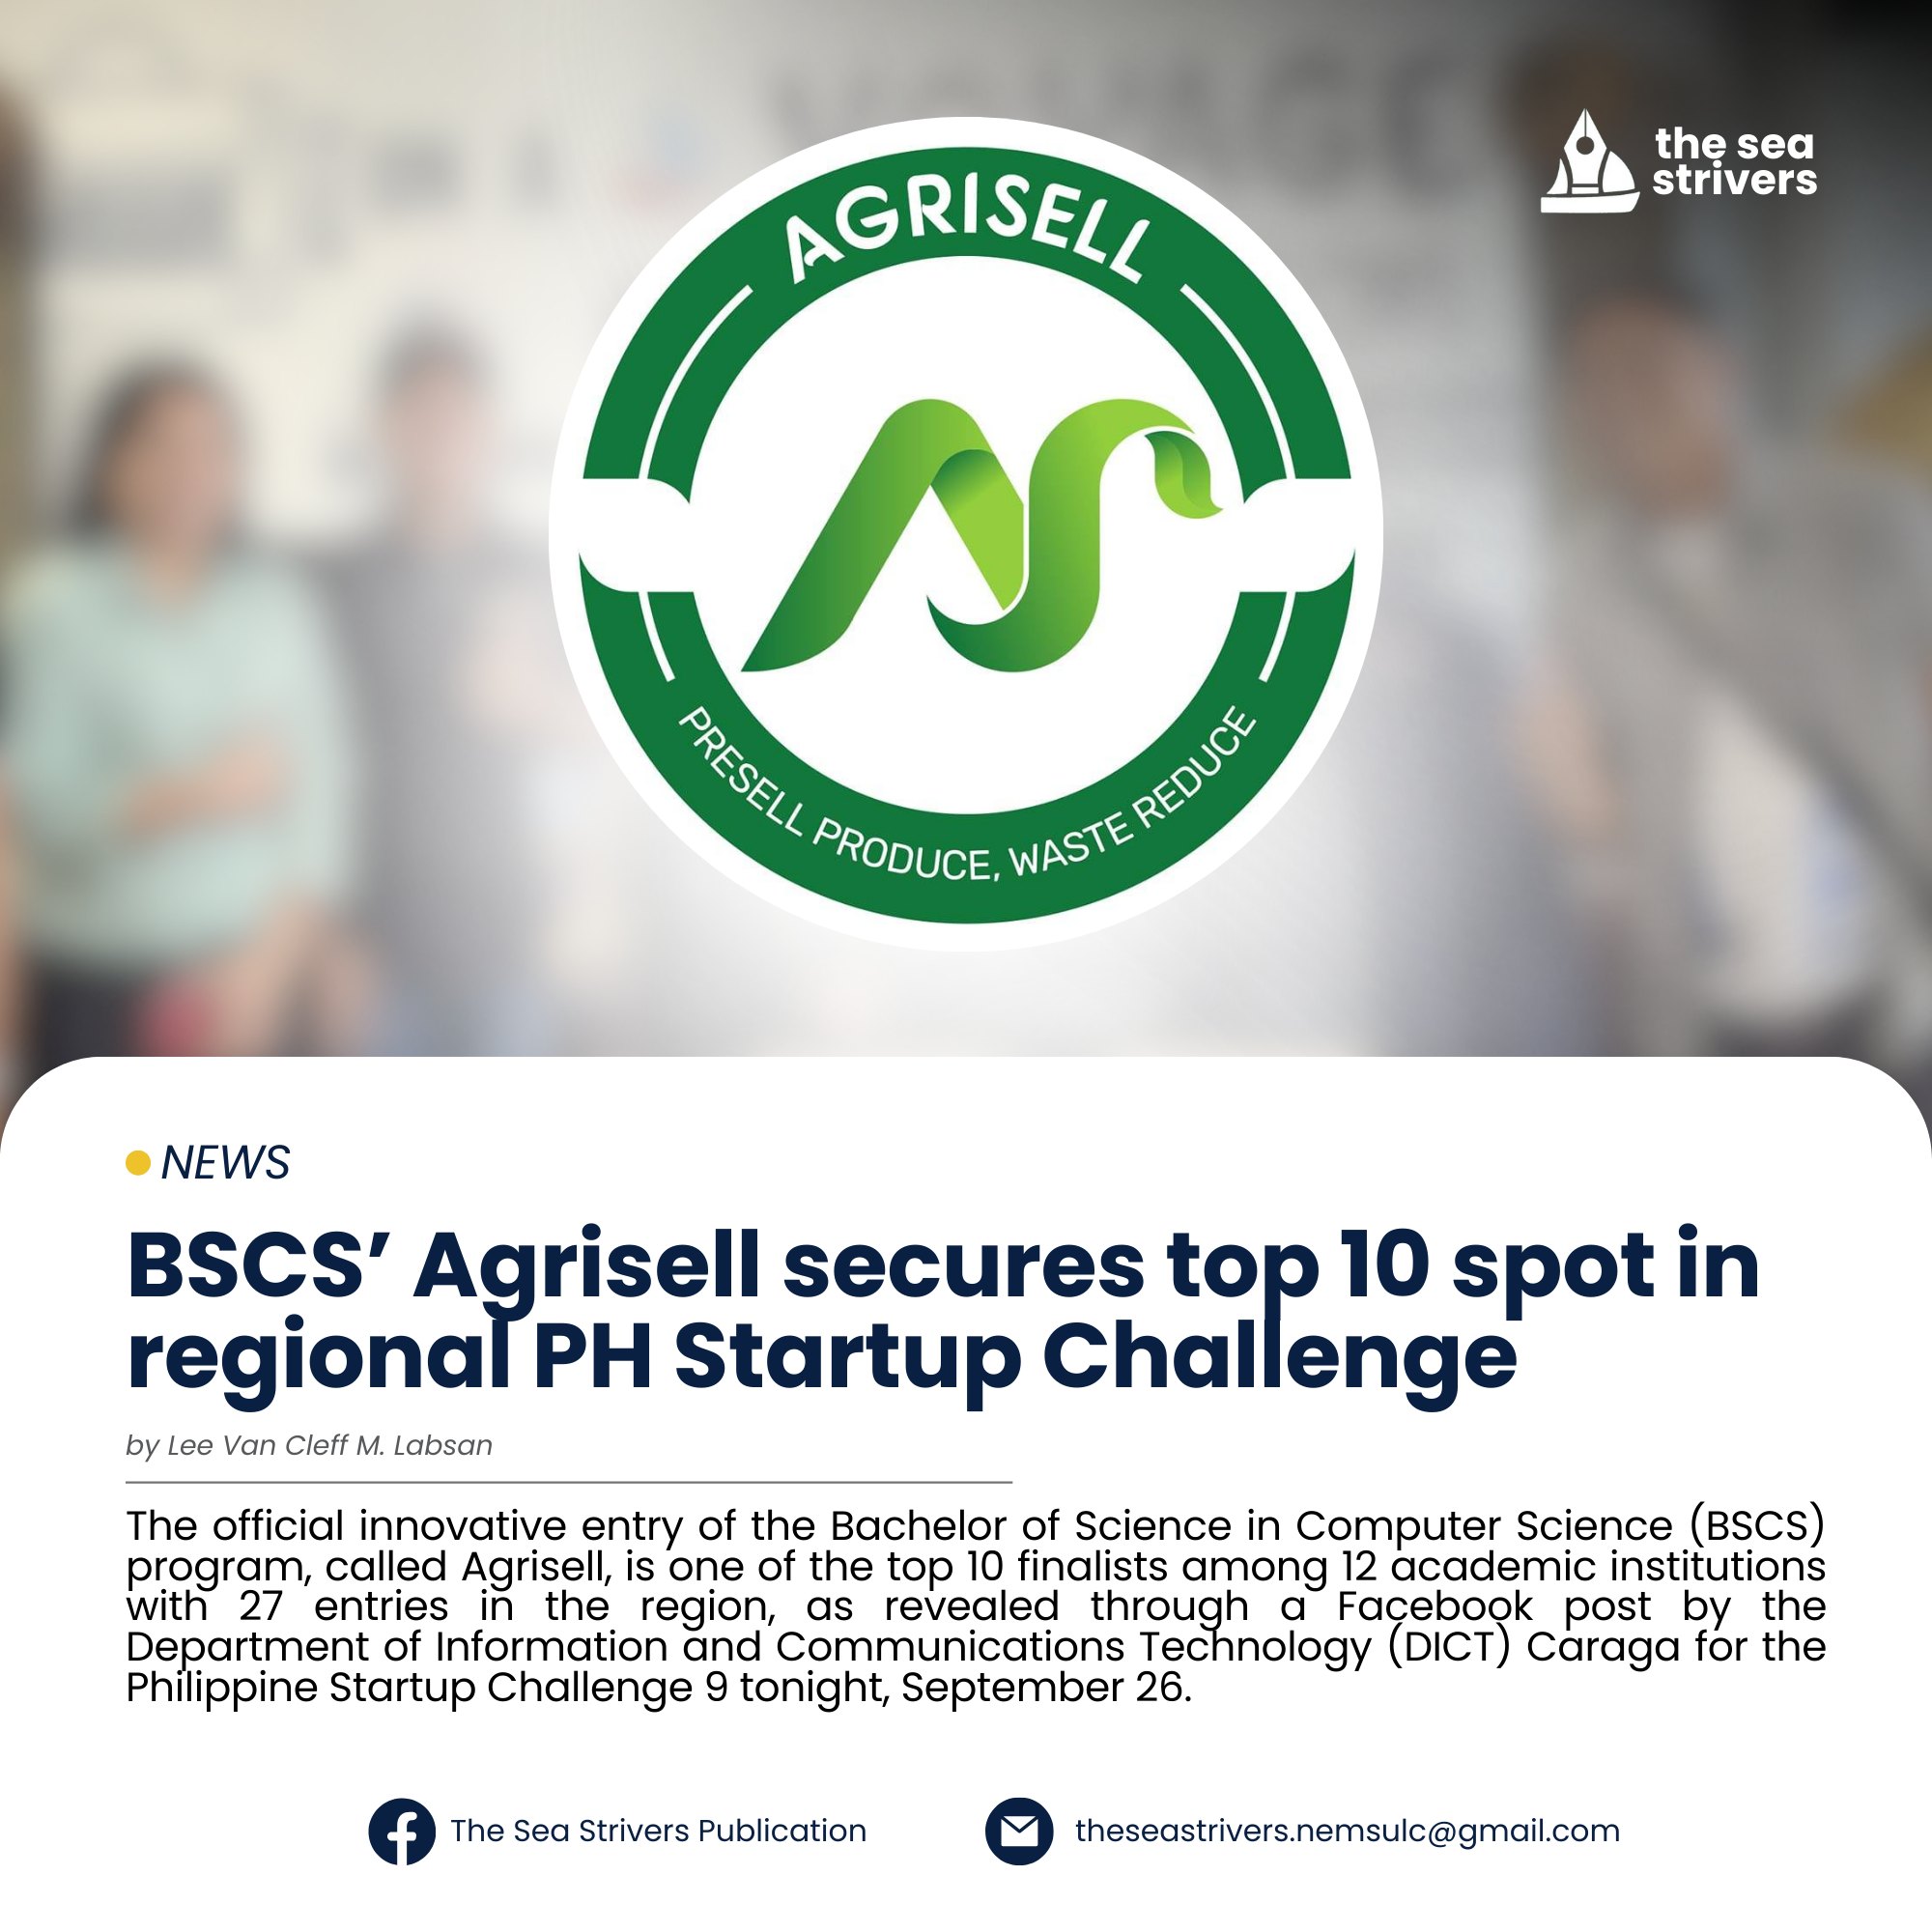 AGRISELL
the sea
strivers
PRESELL PRODUCE, WASTE REDUCE
NEWS
BSCS’ Agrisell secures top 10 spot in
regional PH Startup Challenge
by Lee Van Cleff M. Labsan
The official innovative entry of the Bachelor of Science in Computer Science (BSCS)
program, called Agrisell, is one of the top 10 finalists among 12 academic institutions
with 27 entries in the region, as revealed through a Facebook post by the
Department of Information and Communications Technology (DICT) Caraga for the
Philippine Startup Challenge 9 tonight, September 26.
The Sea Strivers Publication
theseastrivers.nemsulc@gmail.com